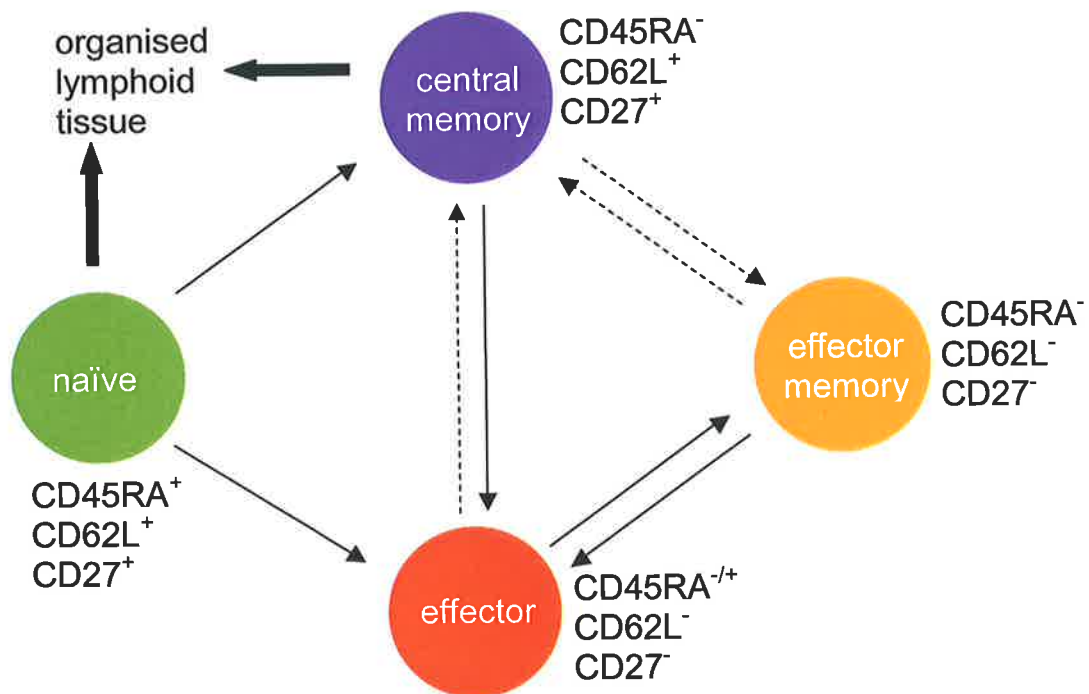 organised
lymphoid
tissue
central
memory
CD45RA⁻
CD62L⁺
CD27⁺
naïve
CD45RA⁺
CD62L⁺
CD27⁺
effector
memory
CD45RA⁻
CD62L⁻
CD27⁻
effector
CD45RA⁻/⁺
CD62L⁻
CD27⁻